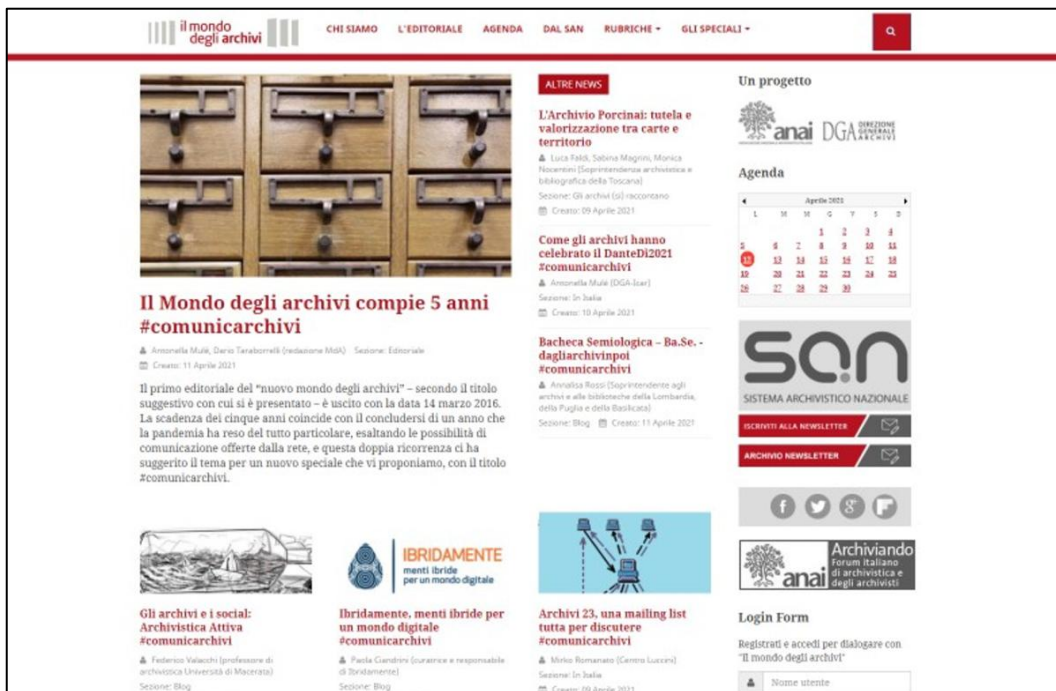 il mondo
degli archivi
CHI SIAMO L'EDITORIALE AGENDA DAL SAN RUBRICHE GLI SPECIALI
Il Mondo degli archivi compie 5 anni
#comunicarchivi
Antonella Mulè, Dario Taraborrelli (redazione MdA) Sezione: Editoriale
Creato: 11 Aprile 2021
Il primo editoriale del “nuovo mondo degli archivi” – secondo il titolo
suggestivo con cui si è presentato – è uscito con la data 14 marzo 2016.
La scadenza dei cinque anni coincide con il concludersi di un anno che
la pandemia ha reso del tutto particolare, esaltando le possibilità di
comunicazione offerte dalla rete, e questa doppia ricorrenza ci ha
suggerito il tema per un nuovo speciale che vi proponiamo, con il titolo
#comunicarchivi.
ALTRE NEWS
L'Archivio Porcinai: tutela e
valorizzazione tra carte e
territorio
Luca Faldi, Sabina Magrini, Monica
Nocentini (Soprintendenza archivistica e
bibliografica della Toscana)
Sezione: Gli archivi (si) raccontano
Creato: 09 Aprile 2021
Come gli archivi hanno
celebrato il DanteDì2021
#comunicarchivi
Antonella Mulè (DGA-Icar)
Sezione: In Italia
Creato: 10 Aprile 2021
Bacheca Semiologica – Ba.Se. -
dagliarchivinpoi
#comunicarchivi
Annalisa Rossi (Soprintendente agli
archivi e alle biblioteche della Lombardia,
della Puglia e della Basilicata)
Sezione: Blog Creato: 11 Aprile 2021
Un progetto
anai DGA DIREZIONE
GENERALE
ARCHIVI
Agenda
Aprile 2021
L M M G V S D
1 2 3 4
5 6 7 8 9 10 11
12 13 14 15 16 17 18
19 20 21 22 23 24 25
26 27 28 29 30
san
SISTEMA ARCHIVISTICO NAZIONALE
ISCRIVITI ALLA NEWSLETTER
ARCHIVIO NEWSLETTER
anai Archiviando
Forum italiano
di archivistica e
degli archivisti
Login Form
Registrati e accedi per dialogare con
"Il mondo degli archivi"
Nome utente
Gli archivi e i social:
Archivistica Attiva
#comunicarchivi
Federico Valacchi (professore di
archivistica Università di Macerata)
Sezione: Blog
IBRIDAMENTE
menti ibride
per un mondo digitale
Ibridamente, menti ibride per
un mondo digitale
#comunicarchivi
Paola Ciandrini (curatrice e responsabile
di Ibridamente)
Sezione: Blog
Archivi 23, una mailing list
tutta per discutere
#comunicarchivi
Mirko Romanato (Centro Luccini)
Sezione: In Italia
Creato: 09 Aprile 2021